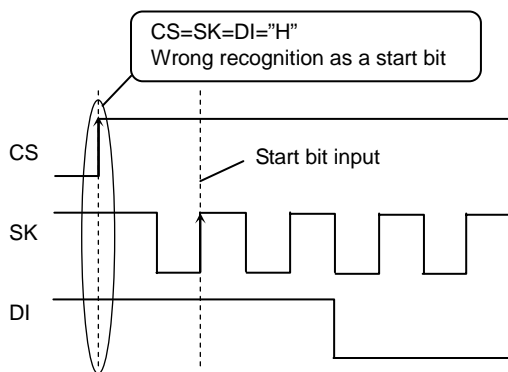 CS=SK=DI=”H”
Wrong recognition as a start bit
CS
Start bit input
SK
DI